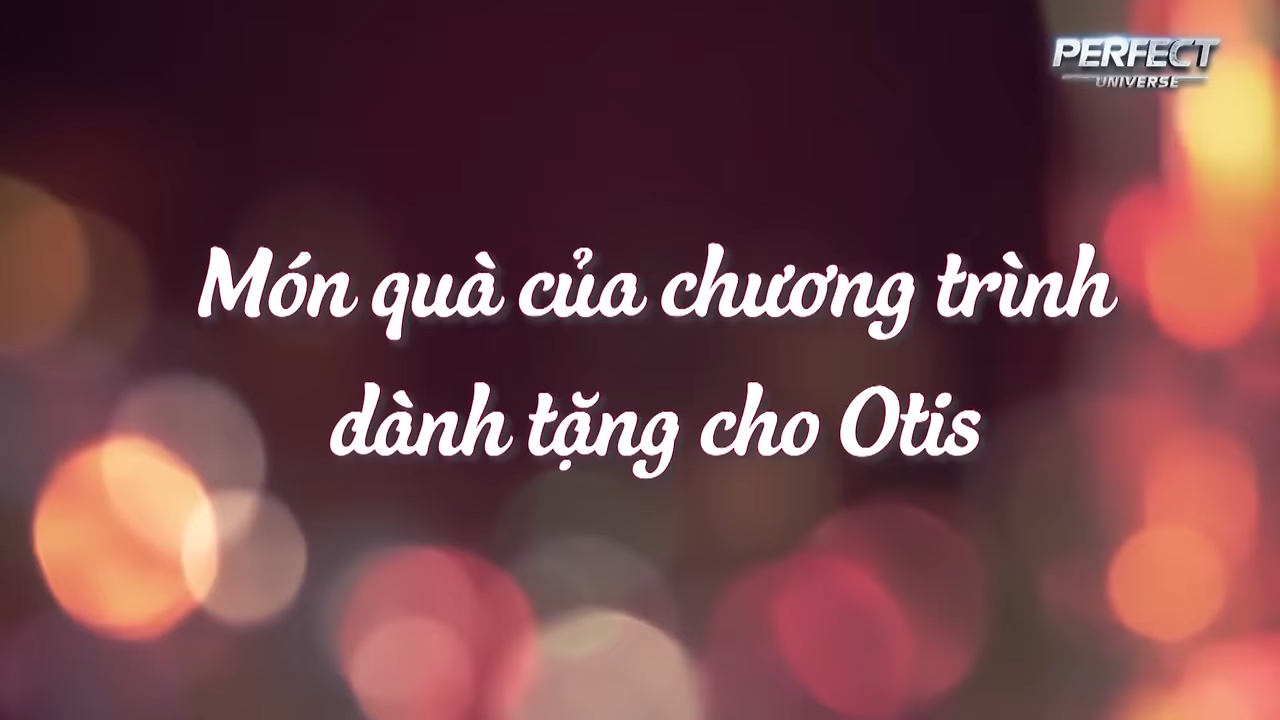 PERFECT
UNIVERSE
Món quà của chương trình
dành tặng cho Otis